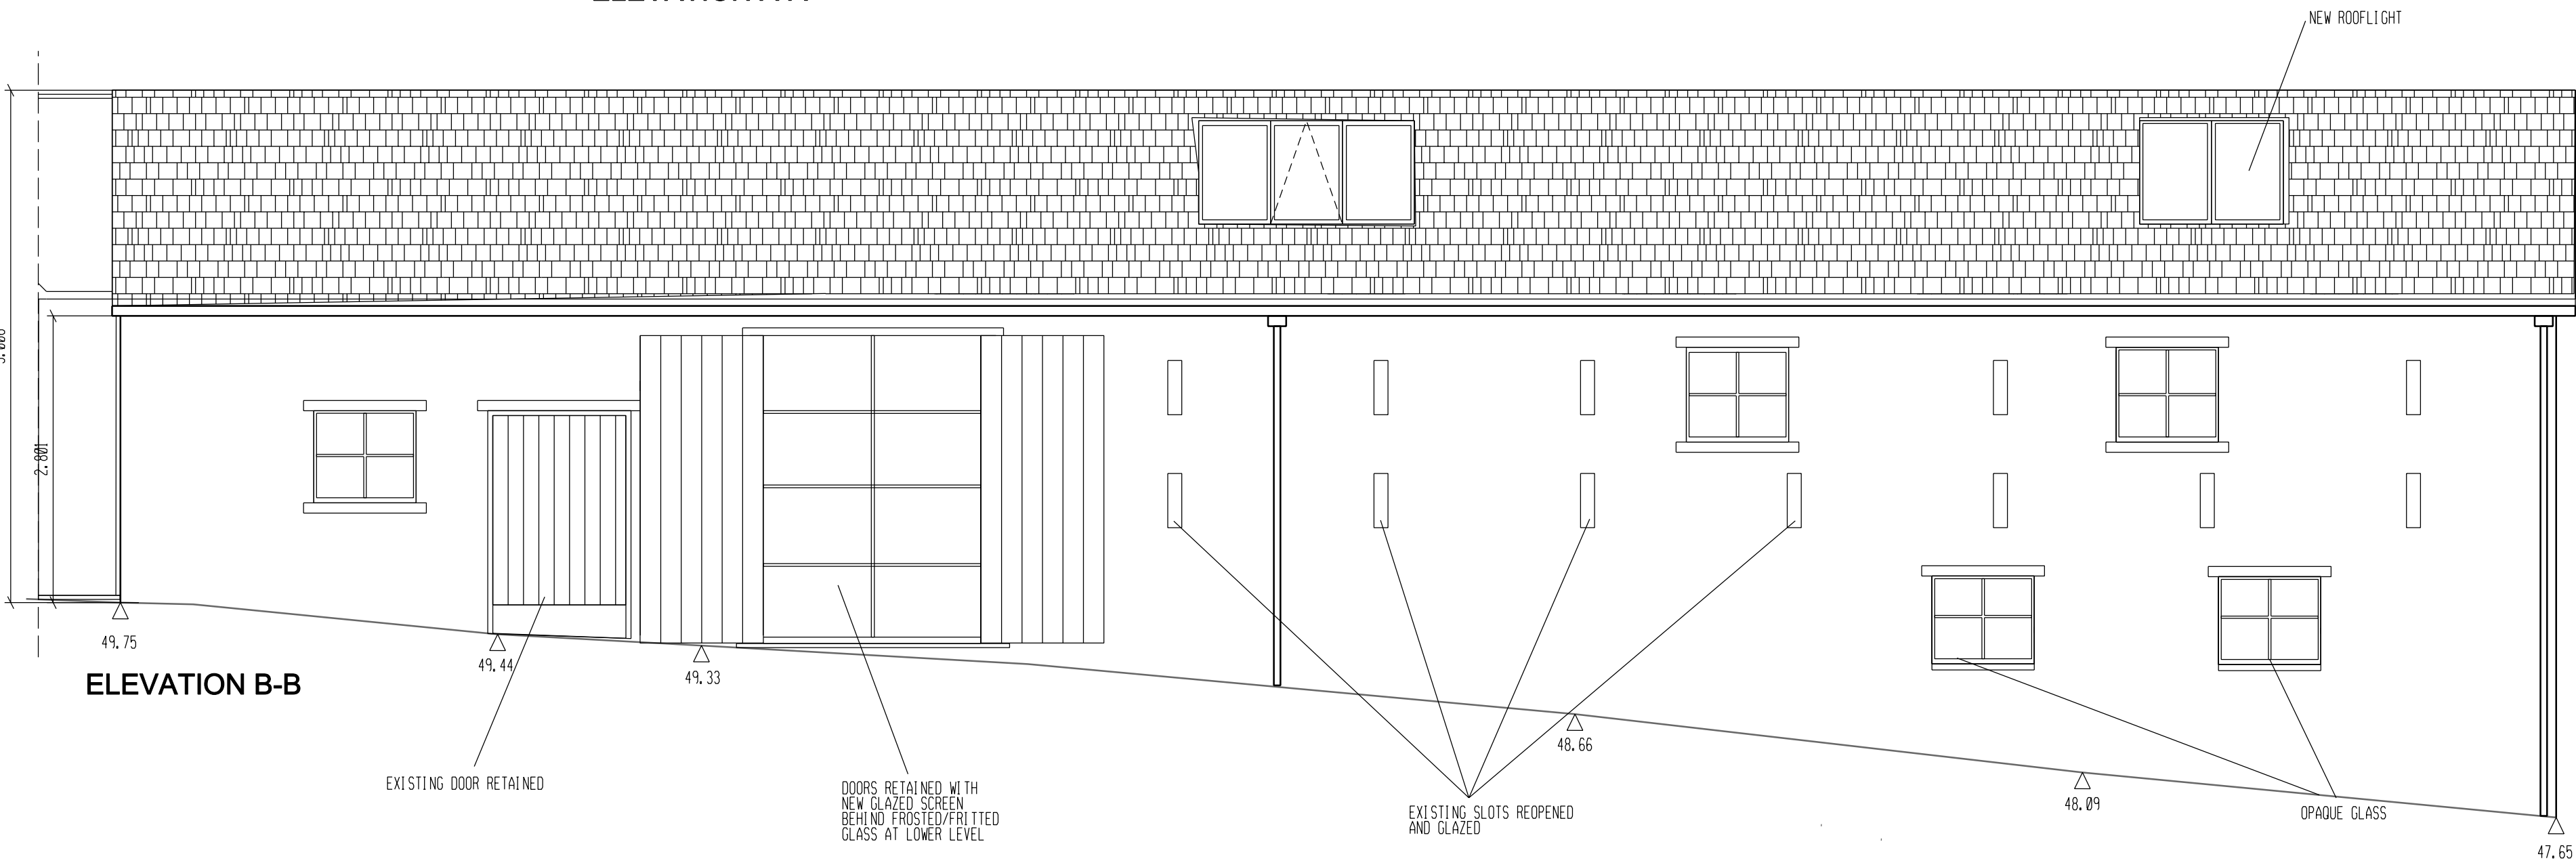 NEW ROOFLIGHT
2.801
49.75
49.44
49.33
48.66
48.09
47.65
ELEVATION B-B
EXISTING DOOR RETAINED
DOORS RETAINED WITH
NEW GLAZED SCREEN
BEHIND FROSTED/FRITTED
GLASS AT LOWER LEVEL
EXISTING SLOTS REOPENED
AND GLAZED
OPAQUE GLASS